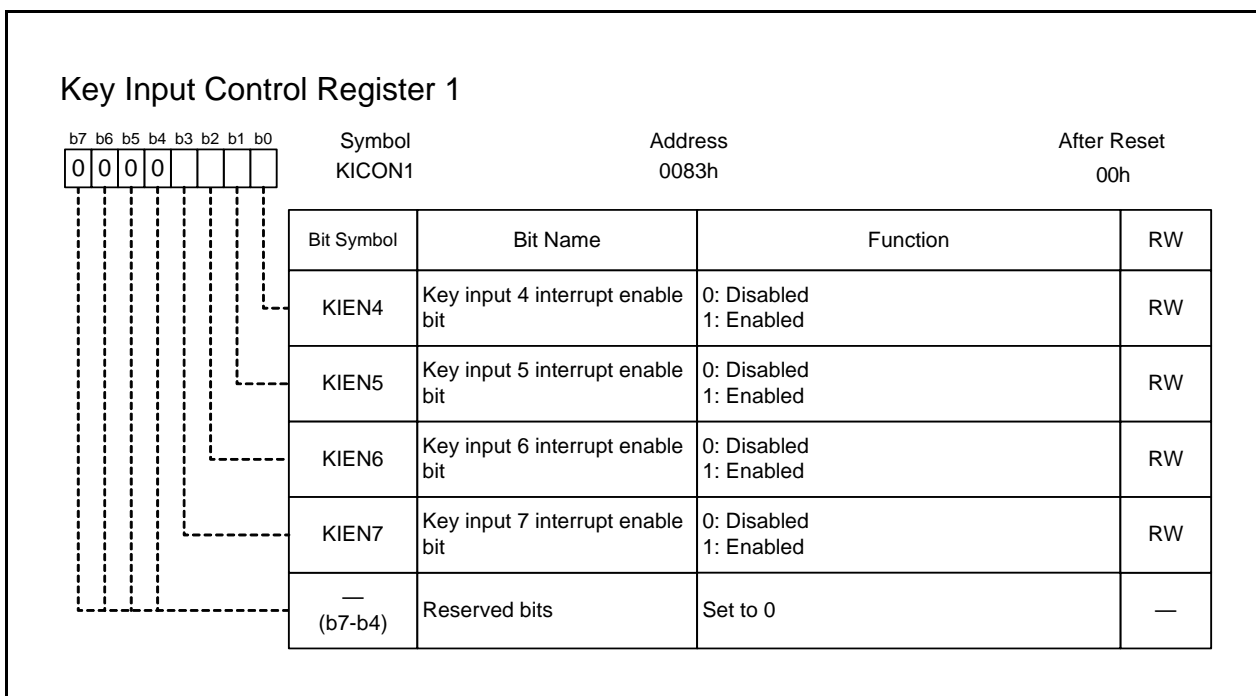 Key Input Control Register 1
b7 b6 b5 b4 b3 b2 b1 b0
0 0 0 0
Symbol Address After Reset
KICON1 0083h 00h
Bit Symbol Bit Name Function RW
KIEN4 Key input 4 interrupt enable bit 0: Disabled 1: Enabled RW
KIEN5 Key input 5 interrupt enable bit 0: Disabled 1: Enabled RW
KIEN6 Key input 6 interrupt enable bit 0: Disabled 1: Enabled RW
KIEN7 Key input 7 interrupt enable bit 0: Disabled 1: Enabled RW
— (b7-b4) Reserved bits Set to 0 —